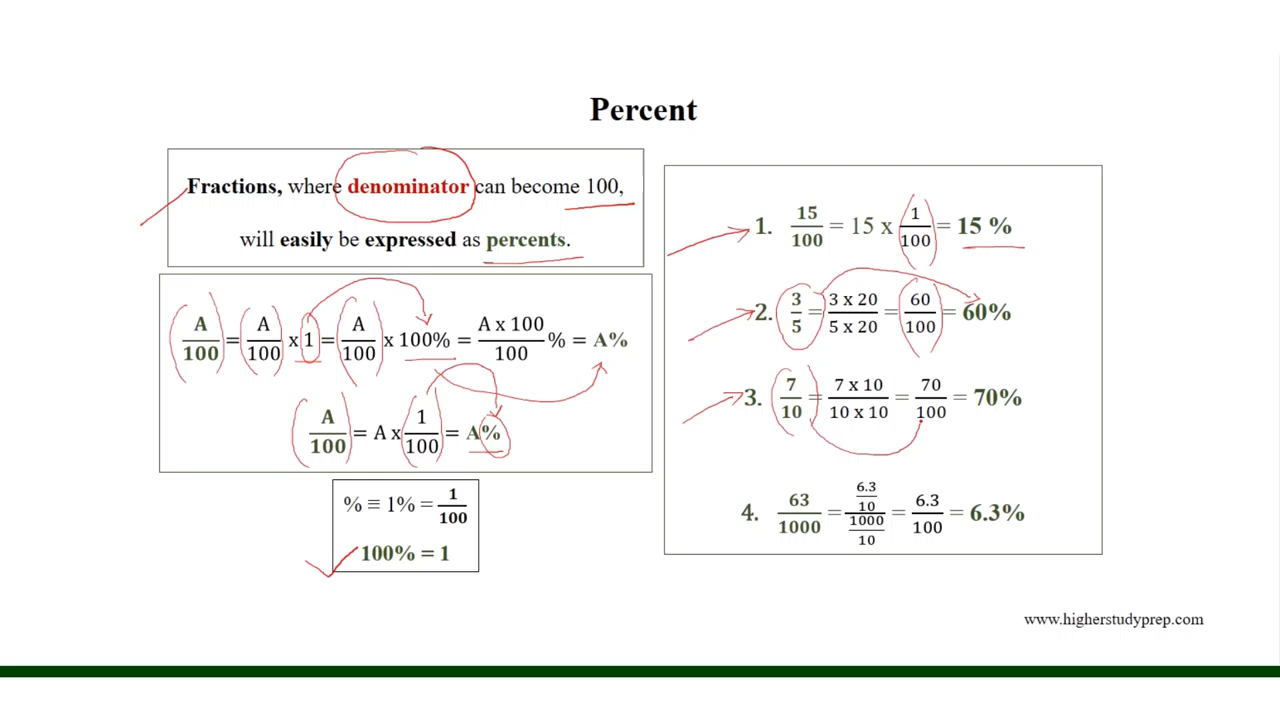 Percent
Fractions, where denominator can become 100,
will easily be expressed as percents.
A/100 = A/100 x 1 = A/100 x 100% = A x 100/100 % = A%
A/100 = A x 1/100 = A%
% ≡ 1% = 1/100
100% = 1
1. 15/100 = 15 x 1/100 = 15 %
2. 3/5 = 3 x 20/5 x 20 = 60/100 = 60%
3. 7/10 = 7 x 10/10 x 10 = 70/100 = 70%
4. 63/1000 = 6.3/10/1000/10 = 6.3/100 = 6.3%
www.higherstudyprep.com